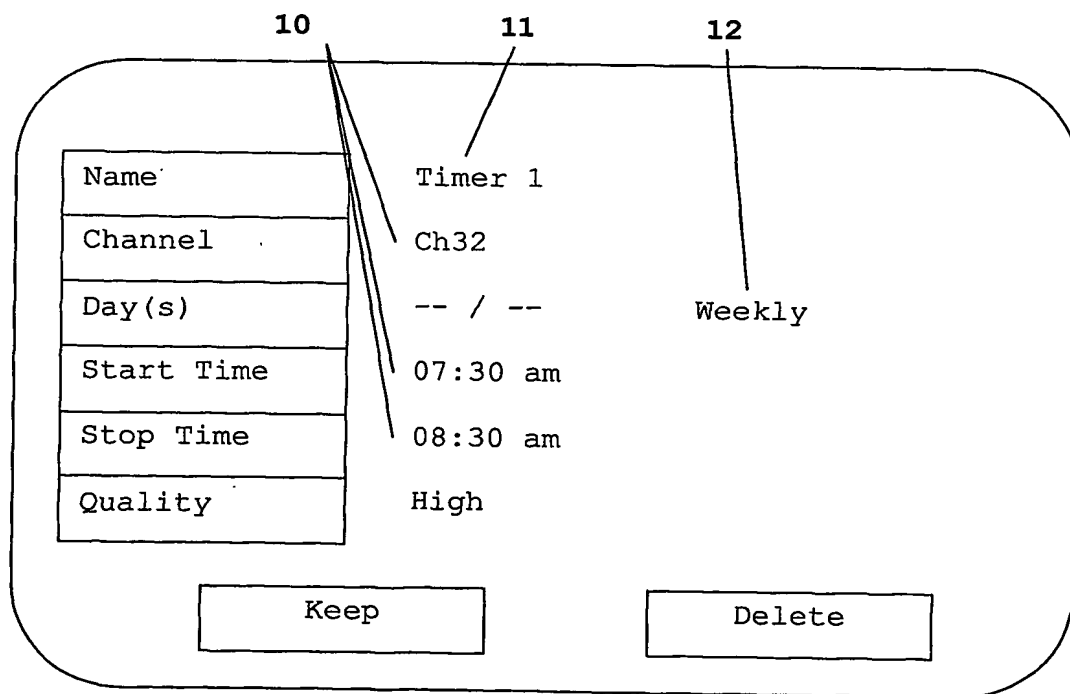 10 11 12
Name Timer 1
Channel Ch32
Day(s) -- / -- Weekly
Start Time 07:30 am
Stop Time 08:30 am
Quality High
Keep Delete